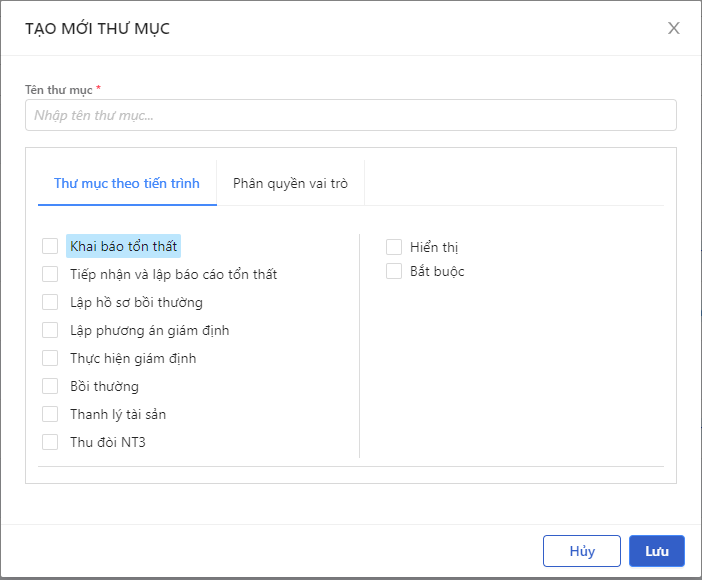 TẠO MỚI THƯ MỤC
X
Tên thư mục *
Nhập tên thư mục...
Thư mục theo tiến trình
Phân quyền vai trò
Khai báo tổn thất
Tiếp nhận và lập báo cáo tổn thất
Lập hồ sơ bồi thường
Lập phương án giám định
Thực hiện giám định
Bồi thường
Thanh lý tài sản
Thu đòi NT3
Hiển thị
Bắt buộc
Hủy
Lưu